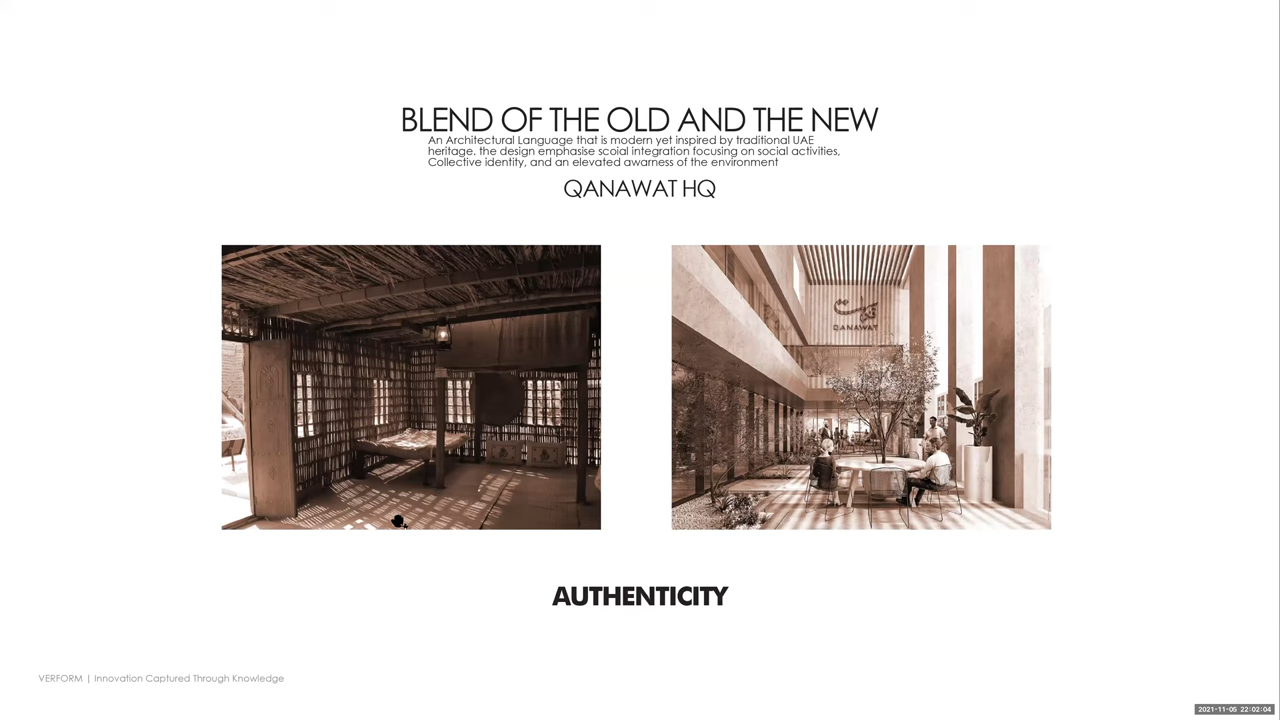 BLEND OF THE OLD AND THE NEW
An Architectural Language that is modern yet inspired by traditional UAE
heritage. the design emphasise scoial integration focusing on social activities,
Collective identity, and an elevated awarness of the environment
QANAWAT HQ
قنوات
QANAWAT
AUTHENTICITY
VERFORM | Innovation Captured Through Knowledge
2021-11-05 22:02:04